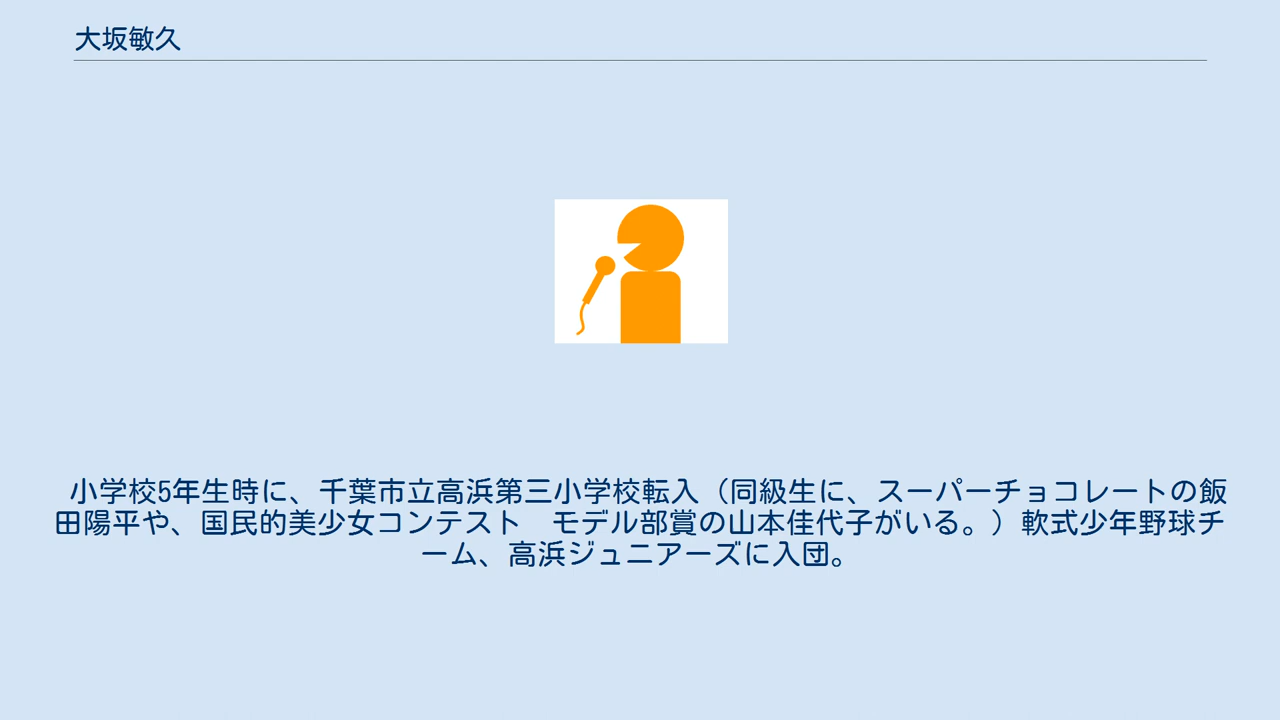 大坂敏久
小学校5年生時に、千葉市立高浜第三小学校転入（同級生に、スーパーチョコレートの飯
田陽平や、国民的美少女コンテスト　モデル部賞の山本佳代子がいる。）軟式少年野球チ
ーム、高浜ジュニアーズに入団。